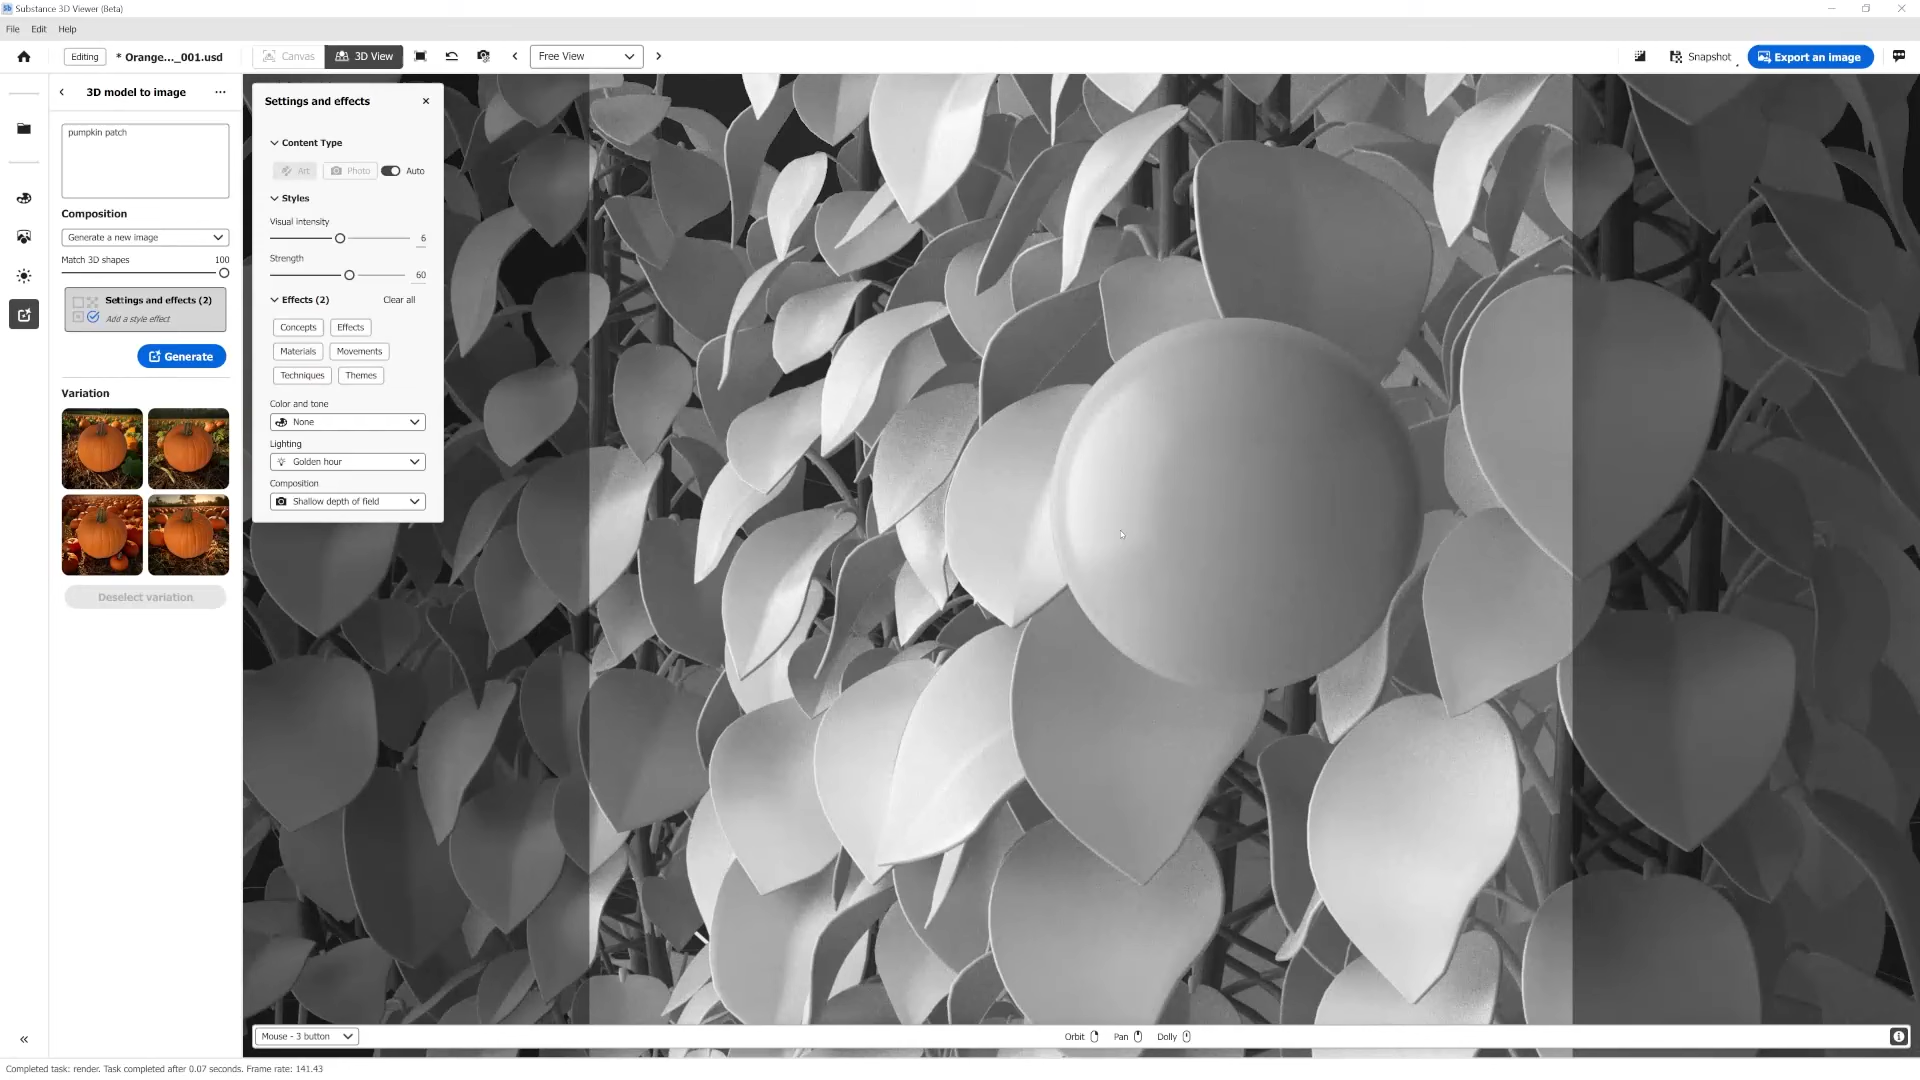 Substance 3D Viewer (Beta)
File Edit Help
Editing * Orange..._001.usd Canvas 3D View Free View Snapshot Export an image
3D model to image
pumpkin patch
Composition
Generate a new image
Match 3D shapes 100
Settings and effects (2)
Add a style effect
Generate
Variation
Deselect variation
Settings and effects
Content Type
Art Photo Auto
Styles
Visual intensity
6
Strength
60
Effects (2) Clear all
Concepts Effects
Materials Movements
Techniques Themes
Color and tone
None
Lighting
Golden hour
Composition
Shallow depth of field
Mouse - 3 button Orbit Pan Dolly
Completed task: render. Task completed after 0.07 seconds. Frame rate: 141.43